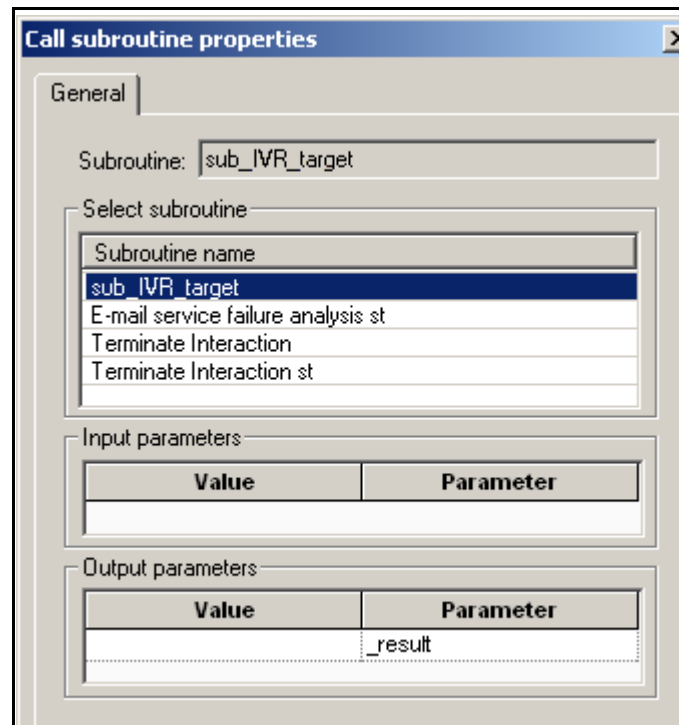 Call subroutine properties
General
Subroutine: sub_IVR_target
Select subroutine
Subroutine name
sub_IVR_target
E-mail service failure analysis st
Terminate Interaction
Terminate Interaction st
Input parameters
Value Parameter
Output parameters
Value Parameter
_result